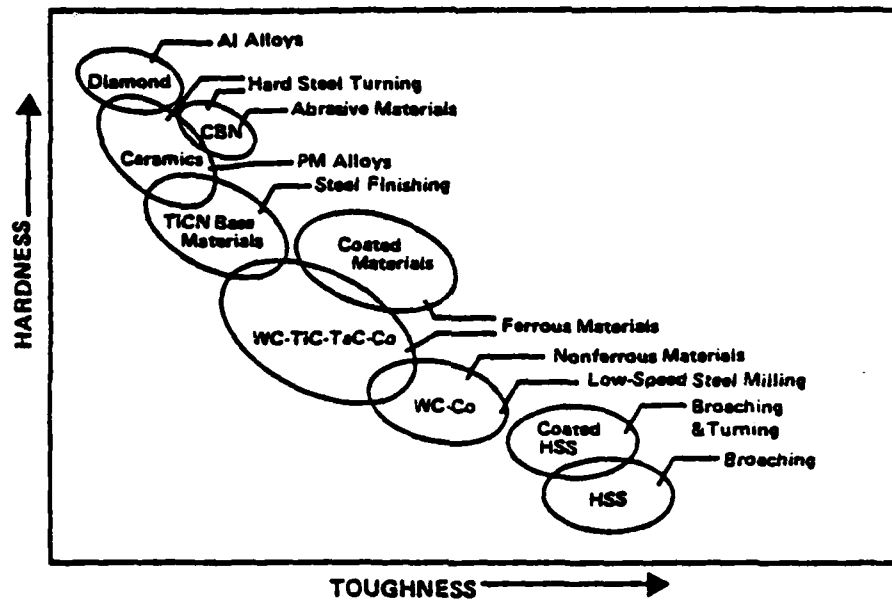 Al Alloys
Diamond
Hard Steel Turning
Abrasive Materials
CBN
Ceramics
PM Alloys
Steel Finishing
TiCN Base
Materials
Coated
Materials
Ferrous Materials
WC-TiC-TaC-Co
Nonferrous Materials
Low-Speed Steel Milling
WC-Co
Broaching
& Turning
Coated
HSS
Broaching
HSS
HARDNESS
TOUGHNESS